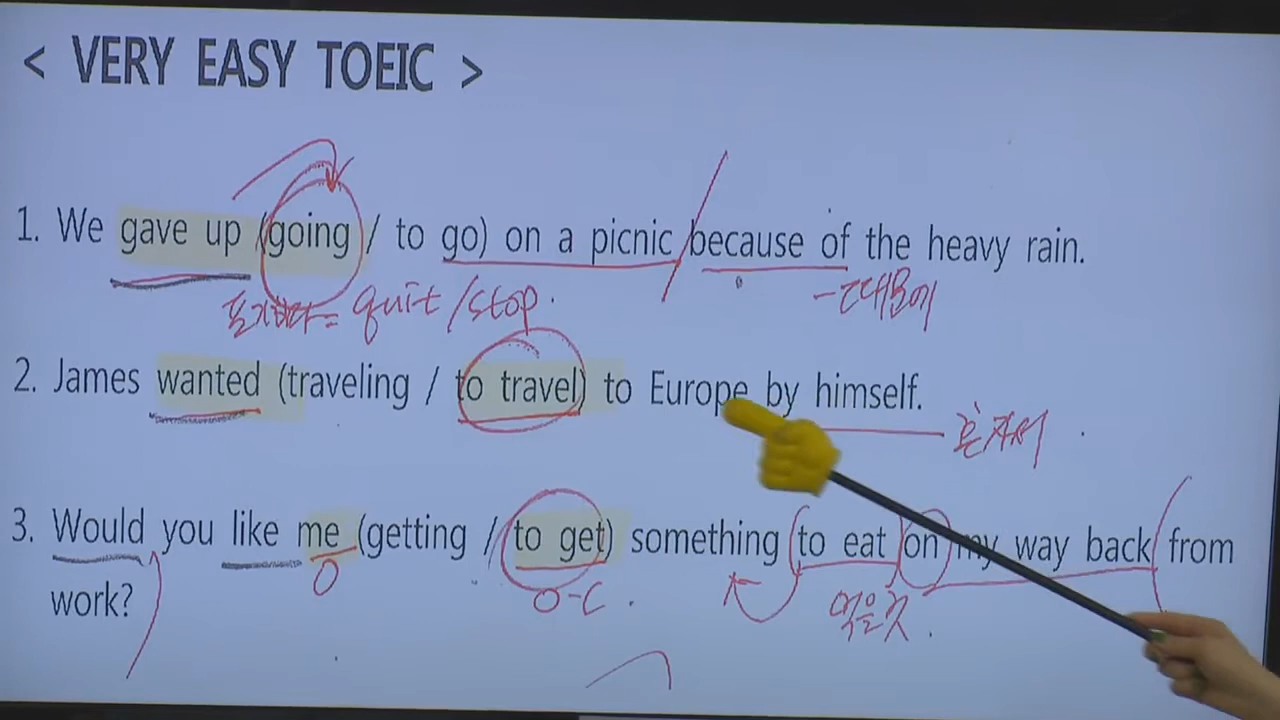 < VERY EASY TOEIC >
1. We gave up (going / to go) on a picnic because of the heavy rain.
포기하다= quit / stop.
~때문에
2. James wanted (traveling / to travel) to Europe by himself.
혼자서
3. Would you like me (getting / to get) something (to eat on my way back from
O
O-C.
먹을것
work?